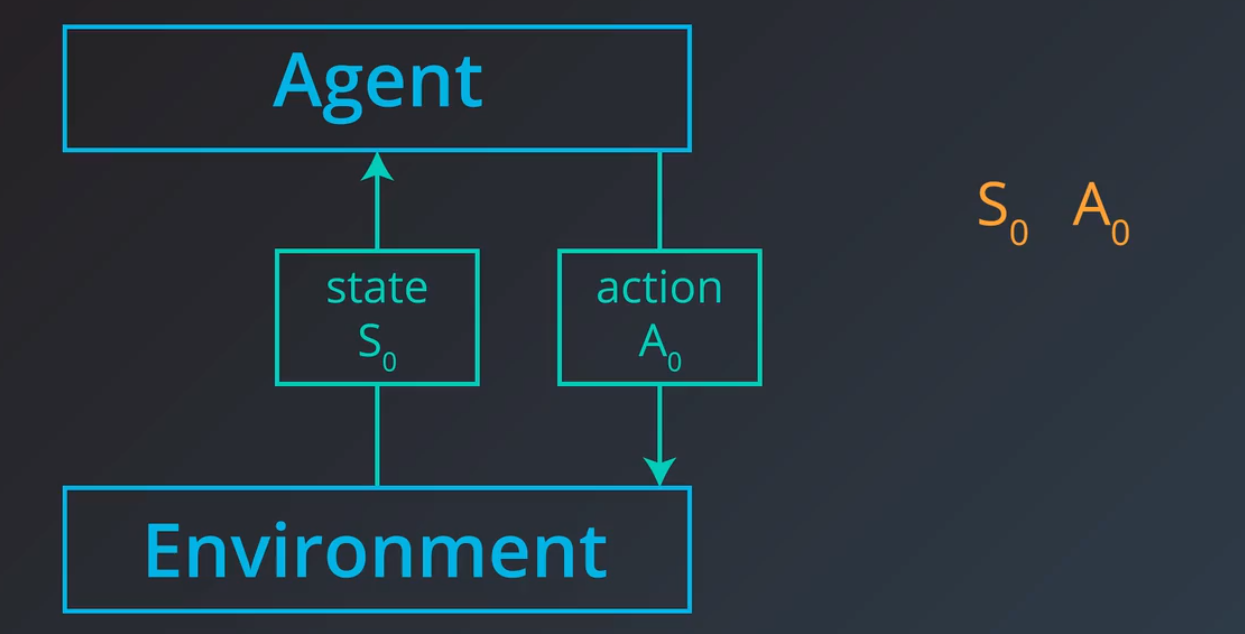 Agent
state
S₀
action
A₀
S₀ A₀
Environment